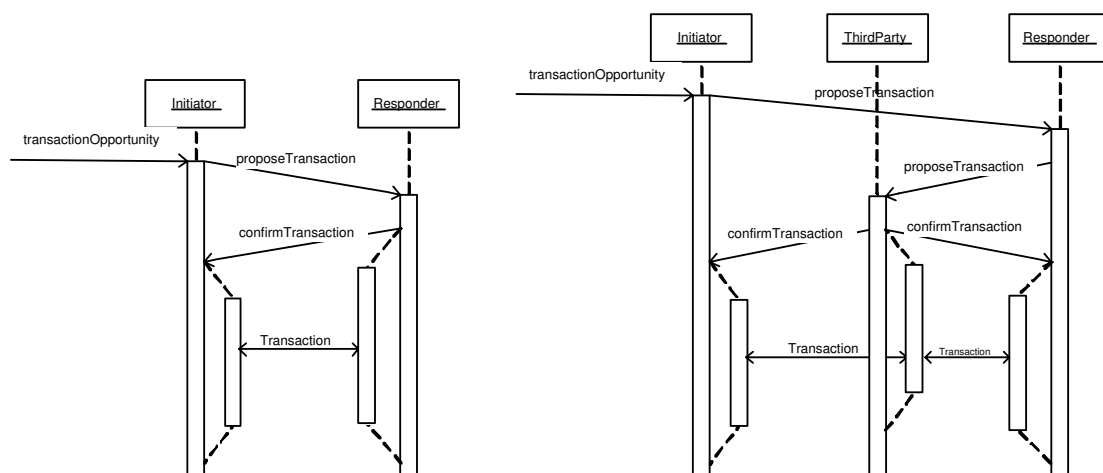 Initiator
Responder
transactionOpportunity
proposeTransaction
confirmTransaction
Transaction
Initiator
ThirdParty
Responder
transactionOpportunity
proposeTransaction
proposeTransaction
confirmTransaction
confirmTransaction
Transaction
Transaction